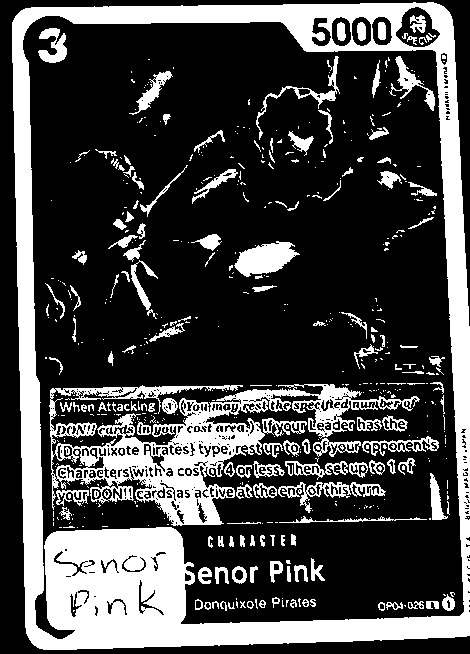 3
5000
特
SPECIAL
When Attacking ① (You may rest the specified number of
DON!! cards in your cost area.): If your Leader has the
{Donquixote Pirates} type, rest up to 1 of your opponent's
Characters with a cost of 4 or less. Then, set up to 1 of
your DON!! cards as active at the end of this turn.
CHARACTER
Senor Pink
Donquixote Pirates
OP04-026 1
Senor
Pink